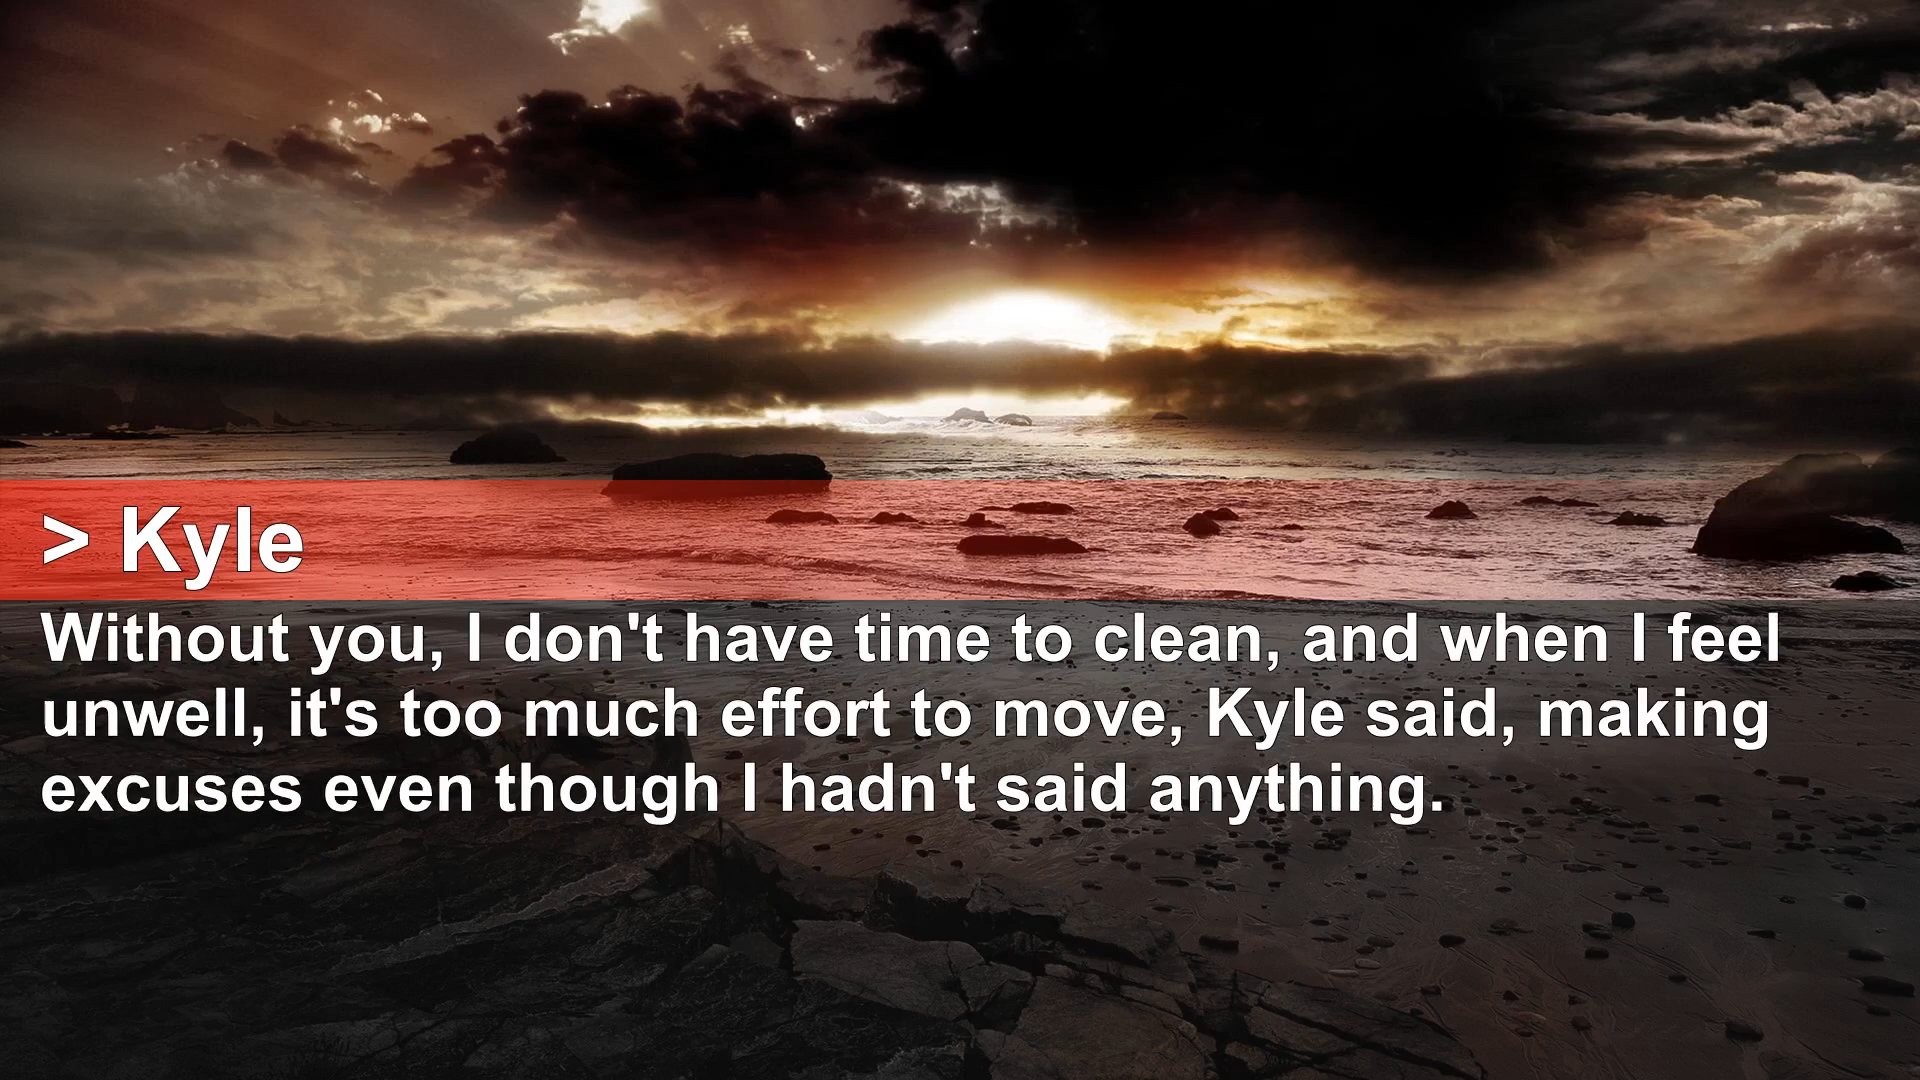 > Kyle
Without you, I don't have time to clean, and when I feel
unwell, it's too much effort to move, Kyle said, making
excuses even though I hadn't said anything.